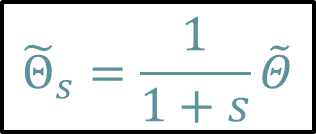 Θ̃ₛ = 1/(1 + s) 𝛩̃